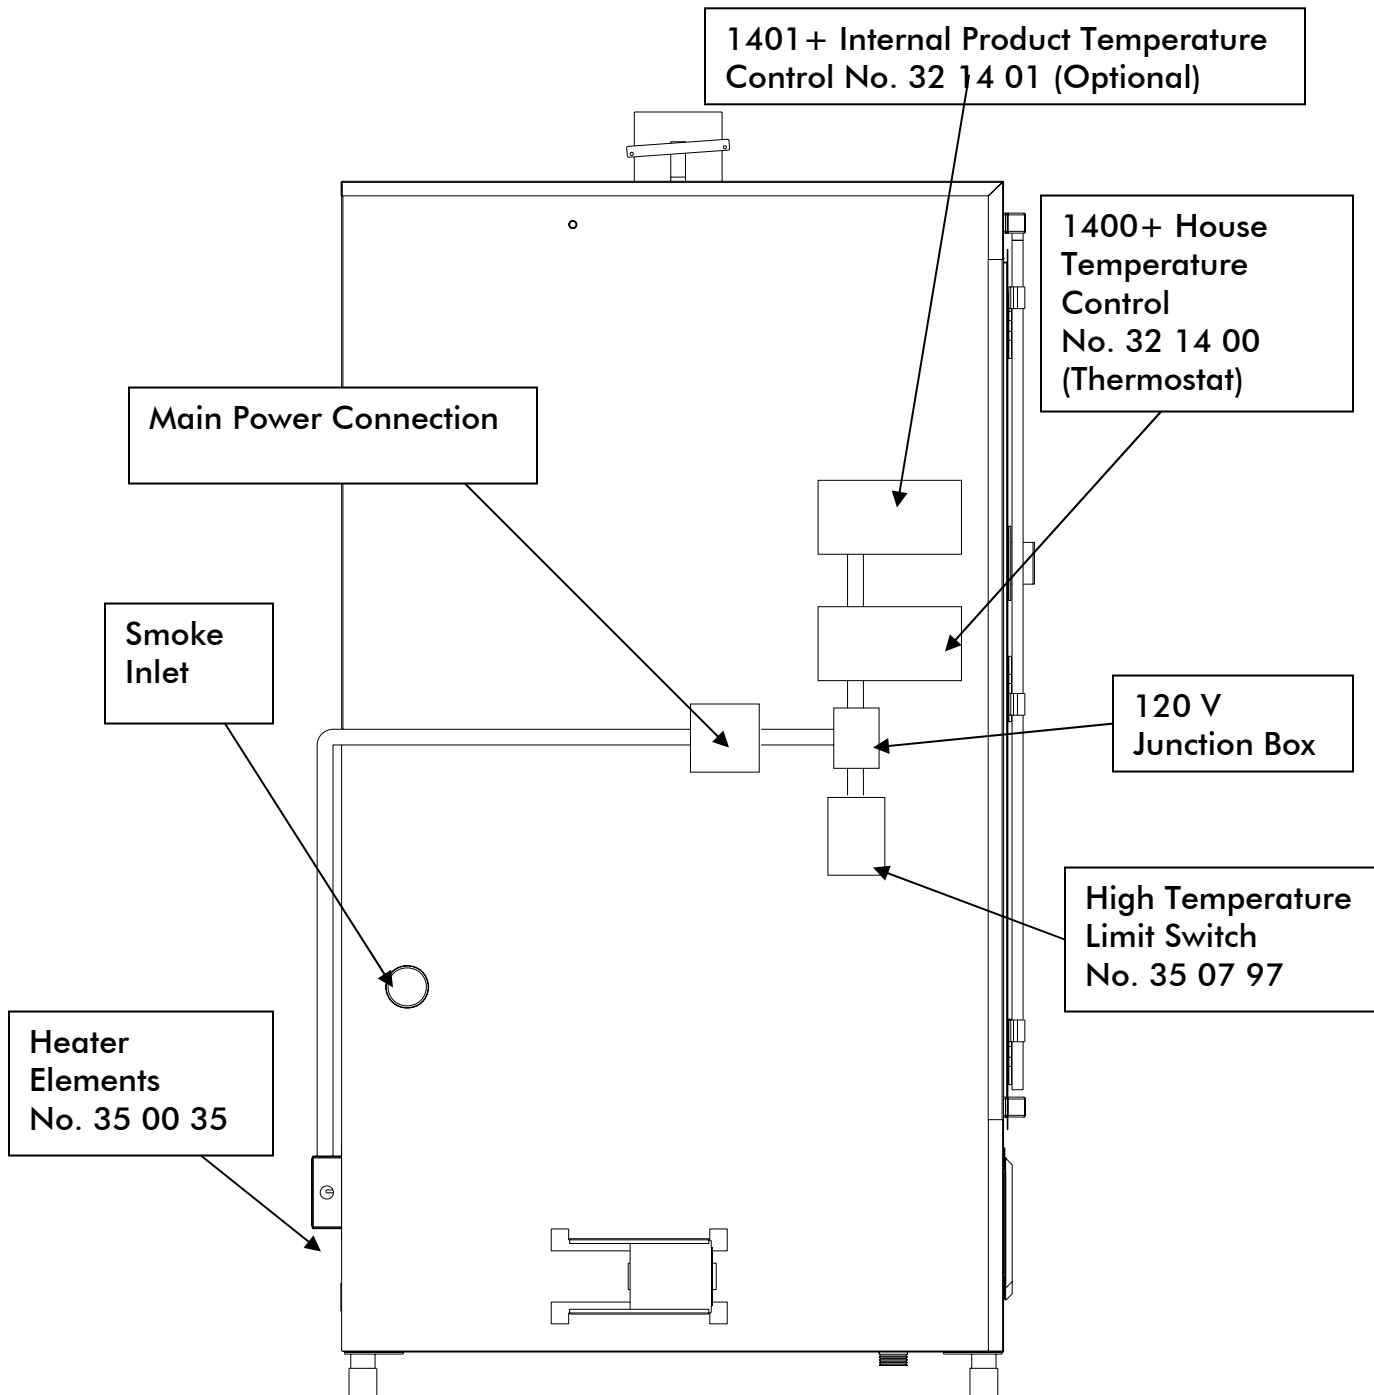 1401+ Internal Product Temperature
Control No. 32 14 01 (Optional)
1400+ House
Temperature
Control
No. 32 14 00
(Thermostat)
Main Power Connection
Smoke
Inlet
120 V
Junction Box
High Temperature
Limit Switch
No. 35 07 97
Heater
Elements
No. 35 00 35